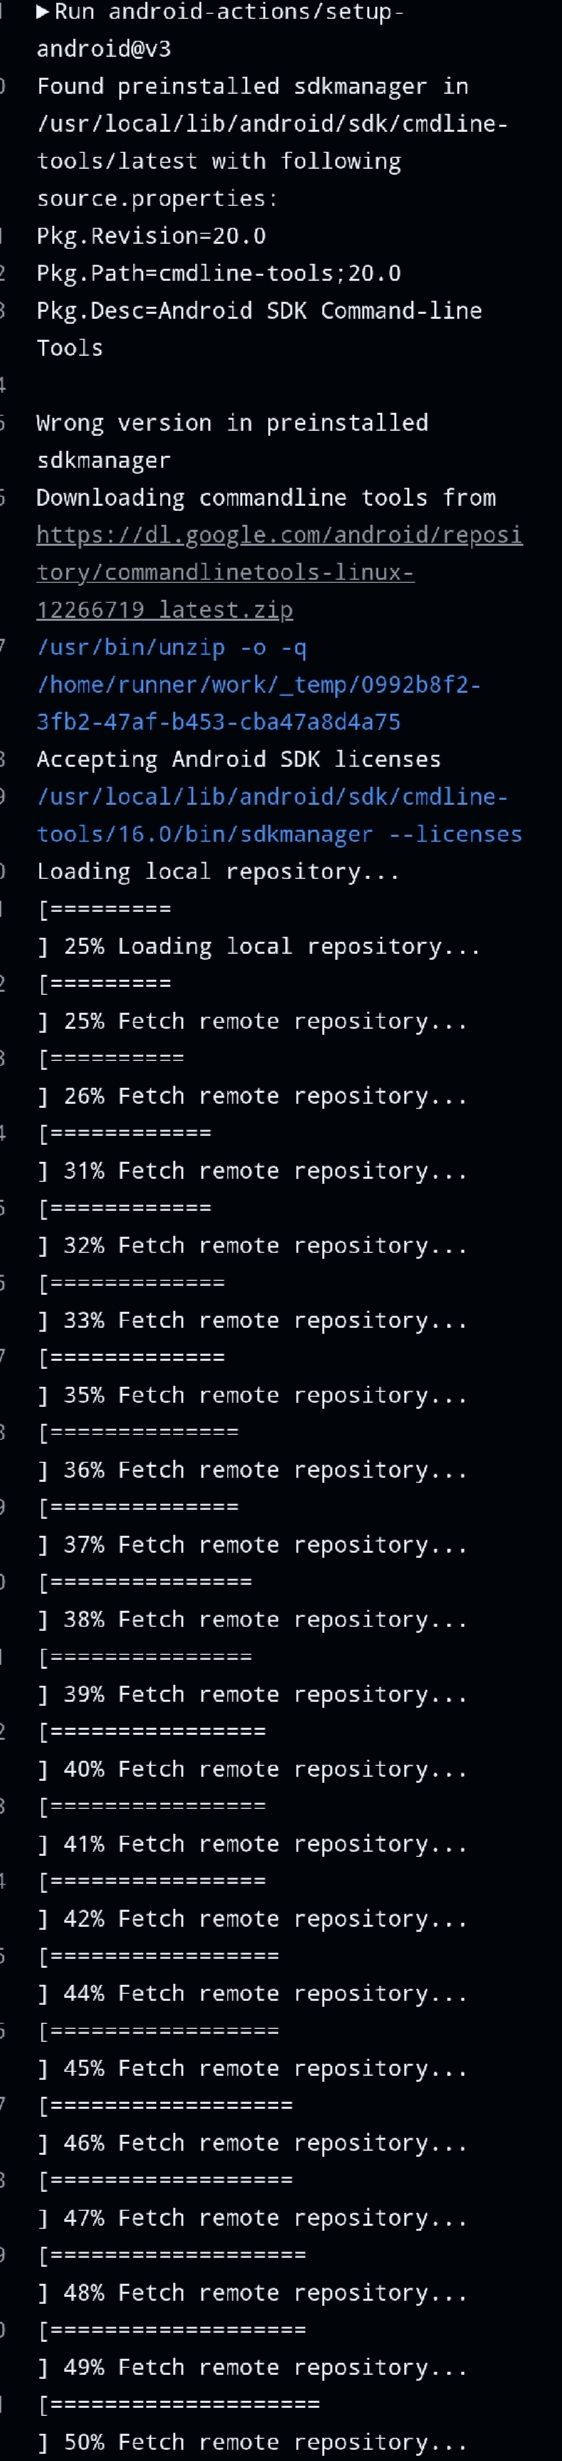 ▶Run android-actions/setup-
android@v3
Found preinstalled sdkmanager in
/usr/local/lib/android/sdk/cmdline-
tools/latest with following
source.properties:
Pkg.Revision=20.0
Pkg.Path=cmdline-tools;20.0
Pkg.Desc=Android SDK Command-line
Tools
Wrong version in preinstalled
sdkmanager
Downloading commandline tools from
https://dl.google.com/android/reposi
tory/commandlinetools-linux-
12266719_latest.zip
/usr/bin/unzip -o -q
/home/runner/work/_temp/0992b8f2-
3fb2-47af-b453-cba47a8d4a75
Accepting Android SDK licenses
/usr/local/lib/android/sdk/cmdline-
tools/16.0/bin/sdkmanager --licenses
Loading local repository...
[=========
] 25% Loading local repository...
[=========
] 25% Fetch remote repository...
[==========
] 26% Fetch remote repository...
[============
] 31% Fetch remote repository...
[============
] 32% Fetch remote repository...
[=============
] 33% Fetch remote repository...
[=============
] 35% Fetch remote repository...
[==============
] 36% Fetch remote repository...
[==============
] 37% Fetch remote repository...
[===============
] 38% Fetch remote repository...
[===============
] 39% Fetch remote repository...
[================
] 40% Fetch remote repository...
[================
] 41% Fetch remote repository...
[================
] 42% Fetch remote repository...
[=================
] 44% Fetch remote repository...
[=================
] 45% Fetch remote repository...
[==================
] 46% Fetch remote repository...
[==================
] 47% Fetch remote repository...
[===================
] 48% Fetch remote repository...
[===================
] 49% Fetch remote repository...
[====================
] 50% Fetch remote repository...